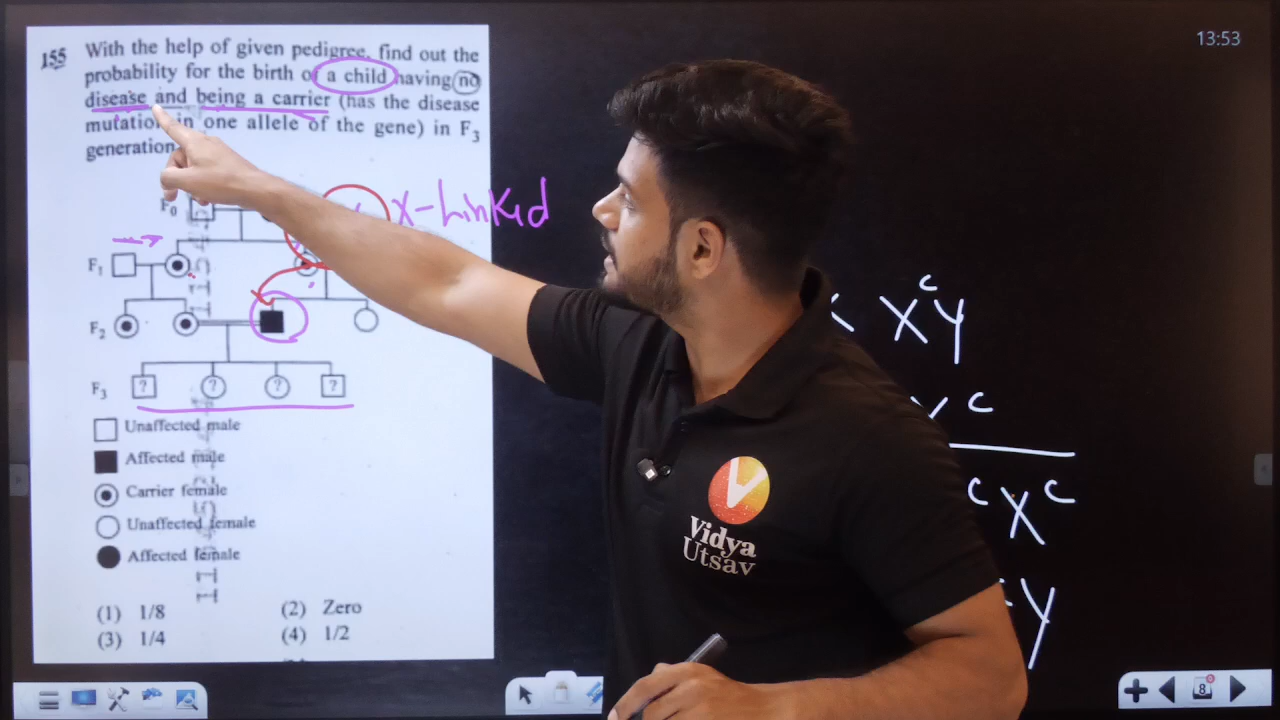 13:53
155 With the help of given pedigree, find out the
probability for the birth of a child having no
disease and being a carrier (has the disease
mutation in one allele of the gene) in F3
generation
F0
X-Linked
F1
F2
F3
? ? ? ?
Unaffected male
Affected male
Carrier female
Unaffected female
Affected female
(1) 1/8 (2) Zero
(3) 1/4 (4) 1/2
XᶜY
c
ᶜXᶜ
Y
Vidya
Utsav
8